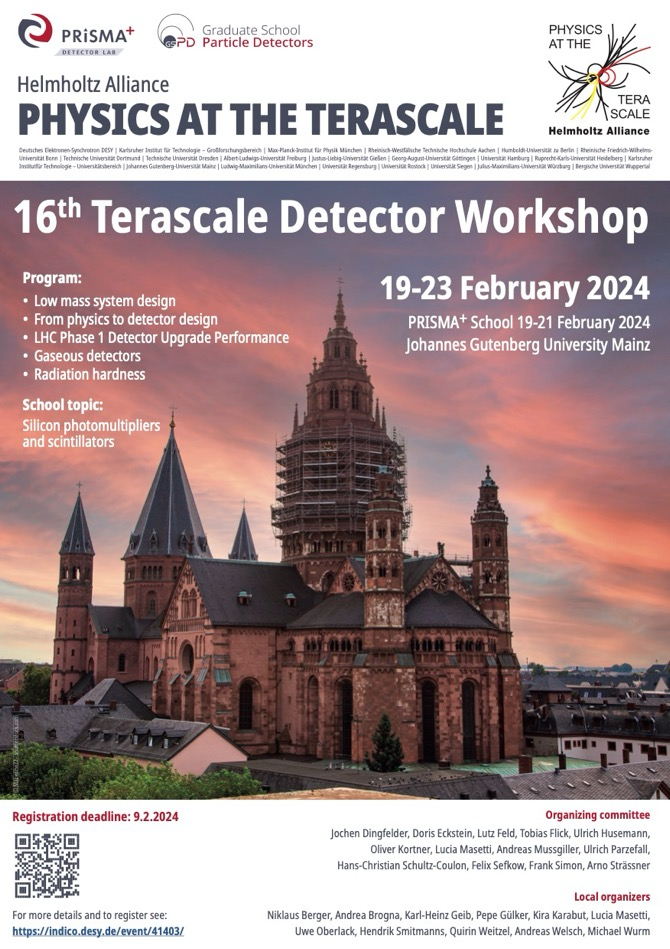 PRiSMA+
DETECTOR LAB
GSPD
Graduate School
Particle Detectors
PHYSICS
AT THE
TERA
SCALE
Helmholtz Alliance
Helmholtz Alliance
PHYSICS AT THE TERASCALE
Deutsches Elektronen-Synchrotron DESY | Karlsruher Institut für Technologie – Großforschungsbereich | Max-Planck-Institut für Physik München | Rheinisch-Westfälische Technische Hochschule Aachen | Humboldt-Universität zu Berlin | Rheinische Friedrich-Wilhelms-
Universität Bonn | Technische Universität Dortmund | Technische Universität Dresden | Albert-Ludwigs-Universität Freiburg | Justus-Liebig-Universität Gießen | Georg-August-Universität Göttingen | Universität Hamburg | Ruprecht-Karls-Universität Heidelberg | Karlsruher
Institutfür Technologie – Universitätsbereich | Johannes Gutenberg-Universität Mainz | Ludwig-Maximilians-Universität München | Universität Regensburg | Universität Rostock | Universität Siegen | Julius-Maximilians-Universität Würzburg | Bergische Universität Wuppertal
16th Terascale Detector Workshop
19-23 February 2024
PRISMA+ School 19-21 February 2024
Johannes Gutenberg University Mainz
Program:
• Low mass system design
• From physics to detector design
• LHC Phase 1 Detector Upgrade Performance
• Gaseous detectors
• Radiation hardness
School topic:
Silicon photomultipliers
and scintillators
Registration deadline: 9.2.2024
For more details and to register see:
https://indico.desy.de/event/41403/
Organizing committee
Jochen Dingfelder, Doris Eckstein, Lutz Feld, Tobias Flick, Ulrich Husemann,
Oliver Kortner, Lucia Masetti, Andreas Mussgiller, Ulrich Parzefall,
Hans-Christian Schultz-Coulon, Felix Sefkow, Frank Simon, Arno Strässner
Local organizers
Niklaus Berger, Andrea Brogna, Karl-Heinz Geib, Pepe Gülker, Kira Karabut, Lucia Masetti,
Uwe Oberlack, Hendrik Smitmanns, Quirin Weitzel, Andreas Welsch, Michael Wurm